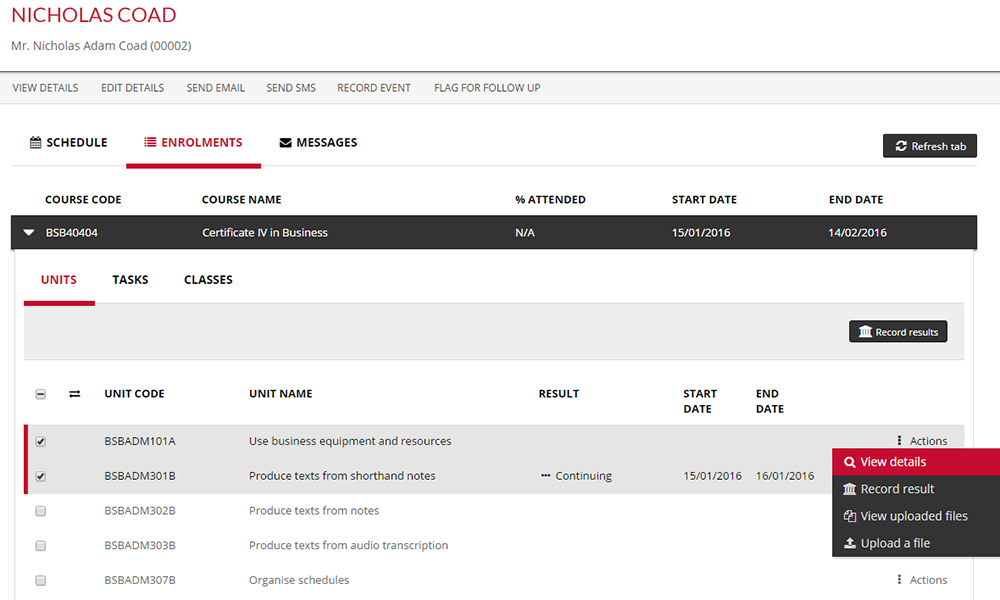 NICHOLAS COAD
Mr. Nicholas Adam Coad (00002)
VIEW DETAILS EDIT DETAILS SEND EMAIL SEND SMS RECORD EVENT FLAG FOR FOLLOW UP
SCHEDULE ENROLMENTS MESSAGES Refresh tab
COURSE CODE COURSE NAME % ATTENDED START DATE END DATE
BSB40404 Certificate IV in Business N/A 15/01/2016 14/02/2016
UNITS TASKS CLASSES
Record results
UNIT CODE UNIT NAME RESULT START DATE END DATE
BSBADM101A Use business equipment and resources Actions
View details
BSBADM301B Produce texts from shorthand notes Continuing 15/01/2016 16/01/2016
Record result
BSBADM302B Produce texts from notes
View uploaded files
BSBADM303B Produce texts from audio transcription
Upload a file
BSBADM307B Organise schedules Actions